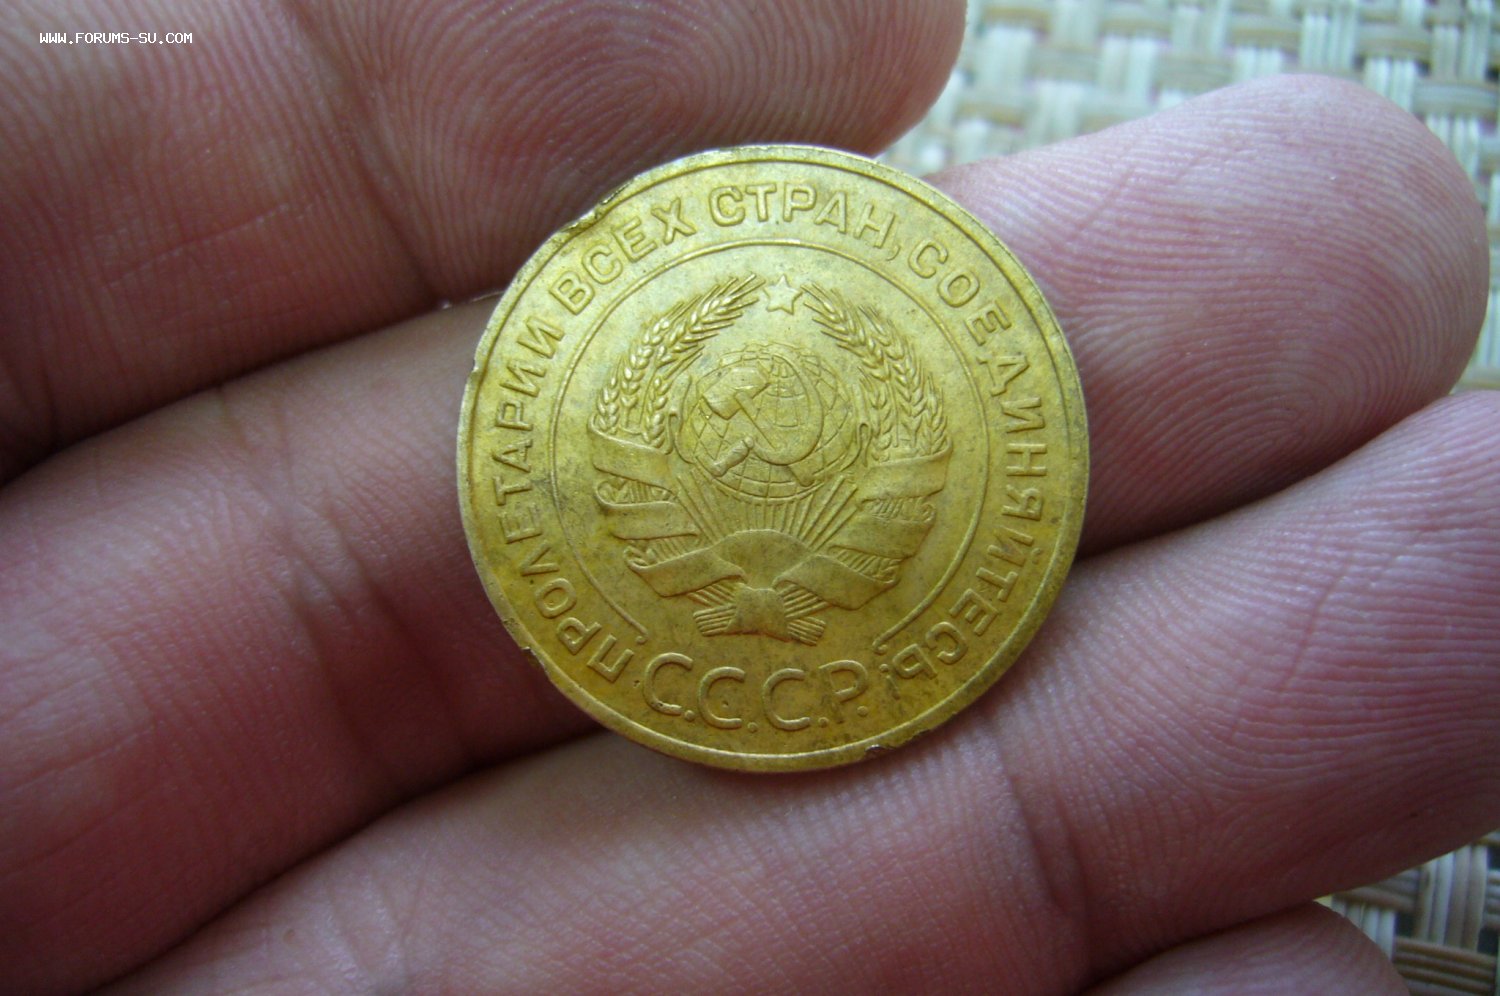 WWW.FORUMS-SU.COM
ПРОЛЕТАРИИ ВСЕХ СТРАН, СОЕДИНЯЙТЕСЬ!
С.С.С.Р.